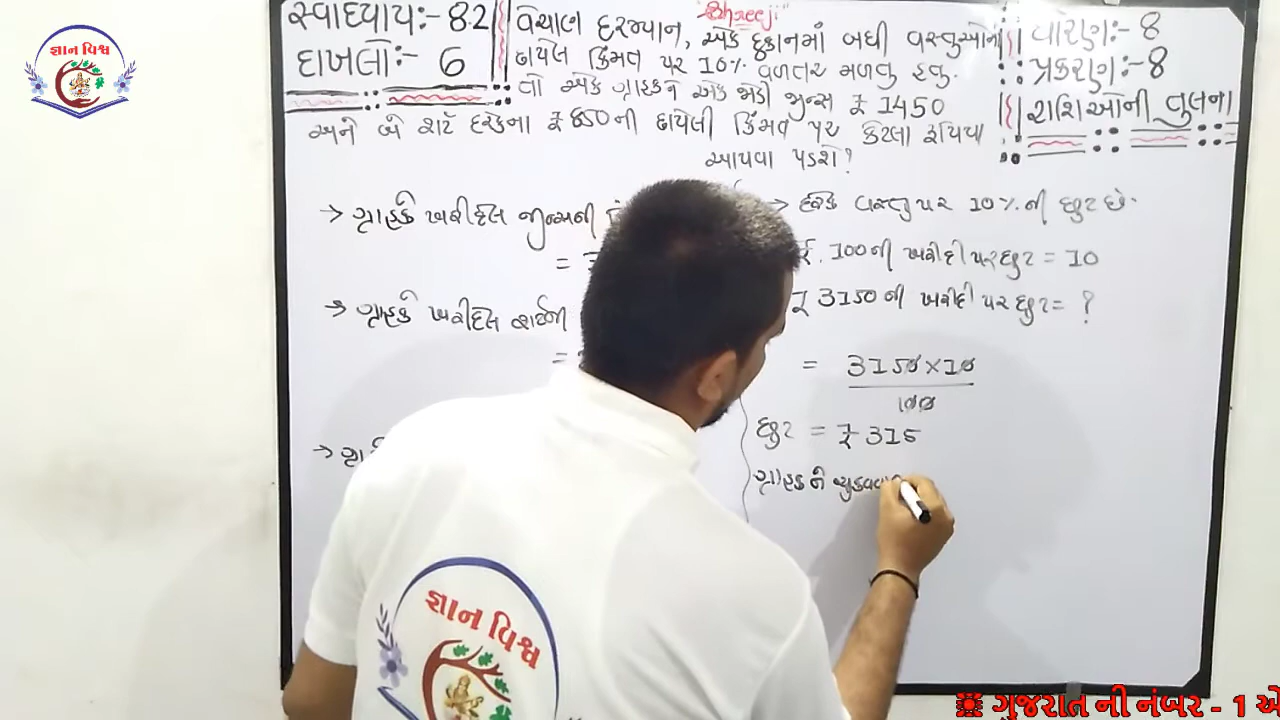 જ્ઞાન વિશ્વ
સ્વાધ્યાય:- 8.2
દાખલો:- 6
"Shreeji"
વેચાણ દરમ્યાન, એક દુકાનમાં બધી વસ્તુઓની
છાપેલ કિંમત પર 10% વળતર મળતુ હતુ.
તો એક ગ્રાહકને એક જોડી જીન્સ ₹ 1450
અને બે શર્ટ દરેકના ₹ 850 ની છાપેલી કિંમત પર કેટલા રૂપિયા
આપવા પડશે?
ધોરણ:- 8
પ્રકરણ:- 8
રાશિઓની તુલના
→ ગ્રાહકે ખરીદેલ જીન્સની
=
→ ગ્રાહકે ખરીદેલ શર્ટની
=
→ દરેક વસ્તુ પર 10% ની છુટ છે.
રૂ. 100 ની ખરીદી પર છુટ = 10
₹ 3150 ની ખરીદી પર છુટ = ?
= 3150 × 10
100
છુટ = ₹ 315
ગ્રાહકને ચુકવવા
જ્ઞાન વિશ્વ
ગુજરાત ની નંબર - 1 એ